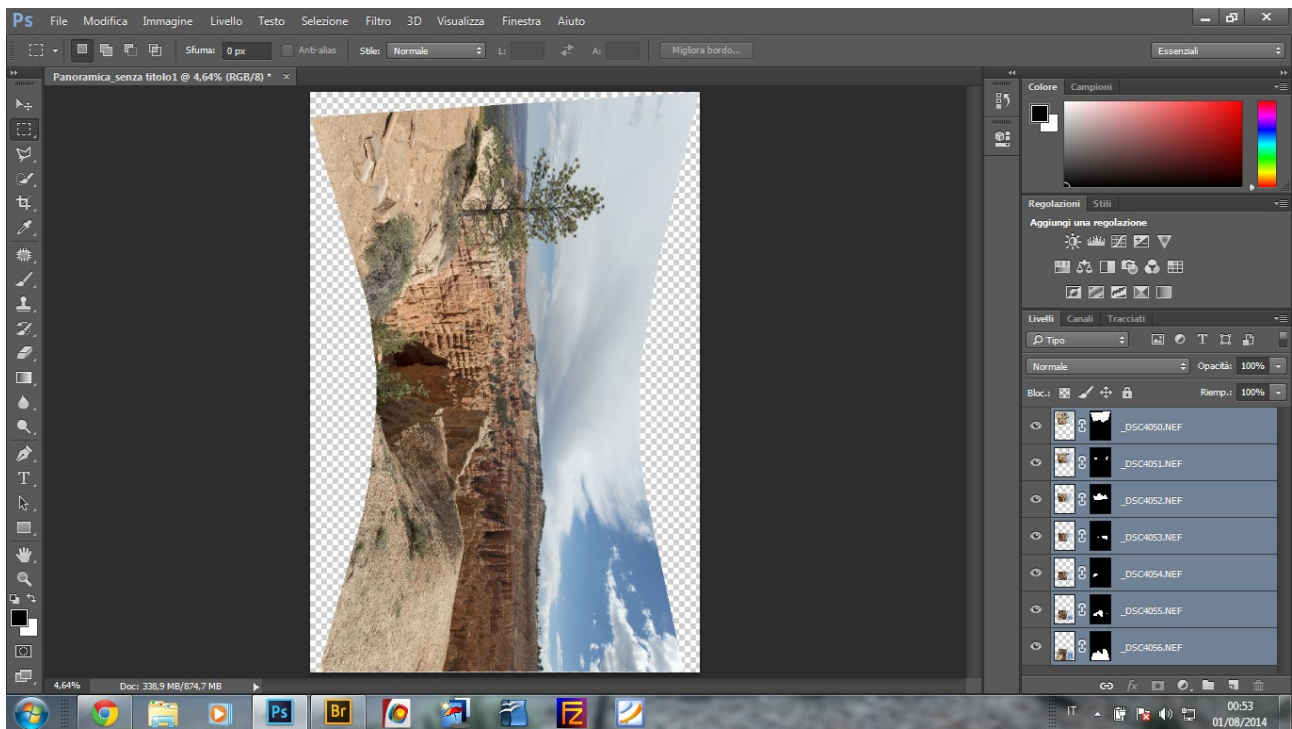 Ps File Modifica Immagine Livello Testo Selezione Filtro 3D Visualizza Finestra Aiuto
Sfuma: 0 px Anti-alias Stile: Normale L: A: Migliora bordo... Essenziali
Panoramica_senza titolo1 @ 4,64% (RGB/8) * ×
Colore Campioni
Regolazioni Stili
Aggiungi una regolazione
Livelli Canali Tracciati
Tipo
Normale Opacità: 100%
Bloc.: Riemp.: 100%
_DSC4050.NEF
_DSC4051.NEF
_DSC4052.NEF
_DSC4053.NEF
_DSC4054.NEF
_DSC4055.NEF
_DSC4056.NEF
4,64% Doc: 338,9 MB/874,7 MB
Ps Br Fz IT 00:53
01/08/2014